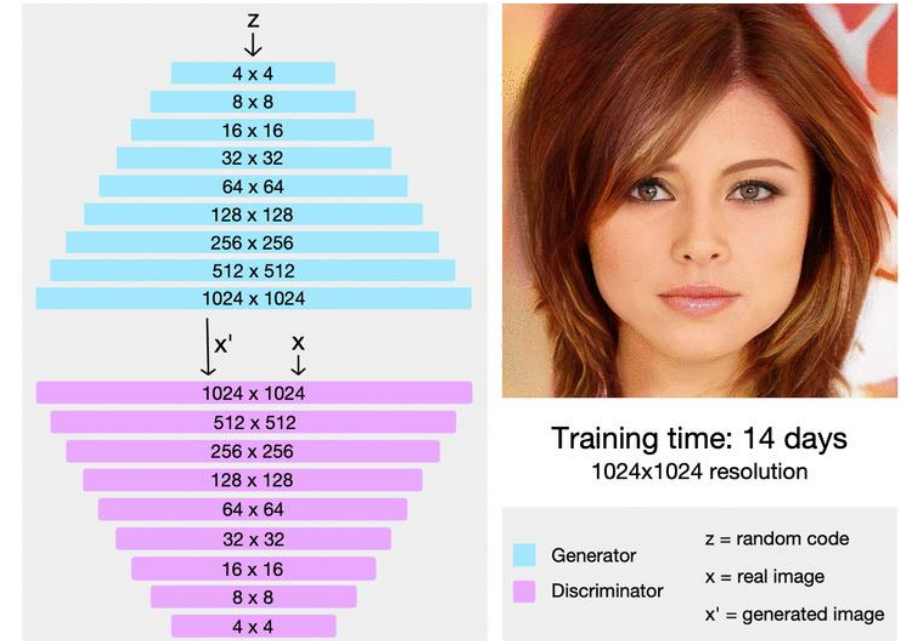 z
4 x 4
8 x 8
16 x 16
32 x 32
64 x 64
128 x 128
256 x 256
512 x 512
1024 x 1024
x'
x
1024 x 1024
512 x 512
256 x 256
128 x 128
64 x 64
32 x 32
16 x 16
8 x 8
4 x 4
Training time: 14 days
1024x1024 resolution
Generator
Discriminator
z = random code
x = real image
x' = generated image